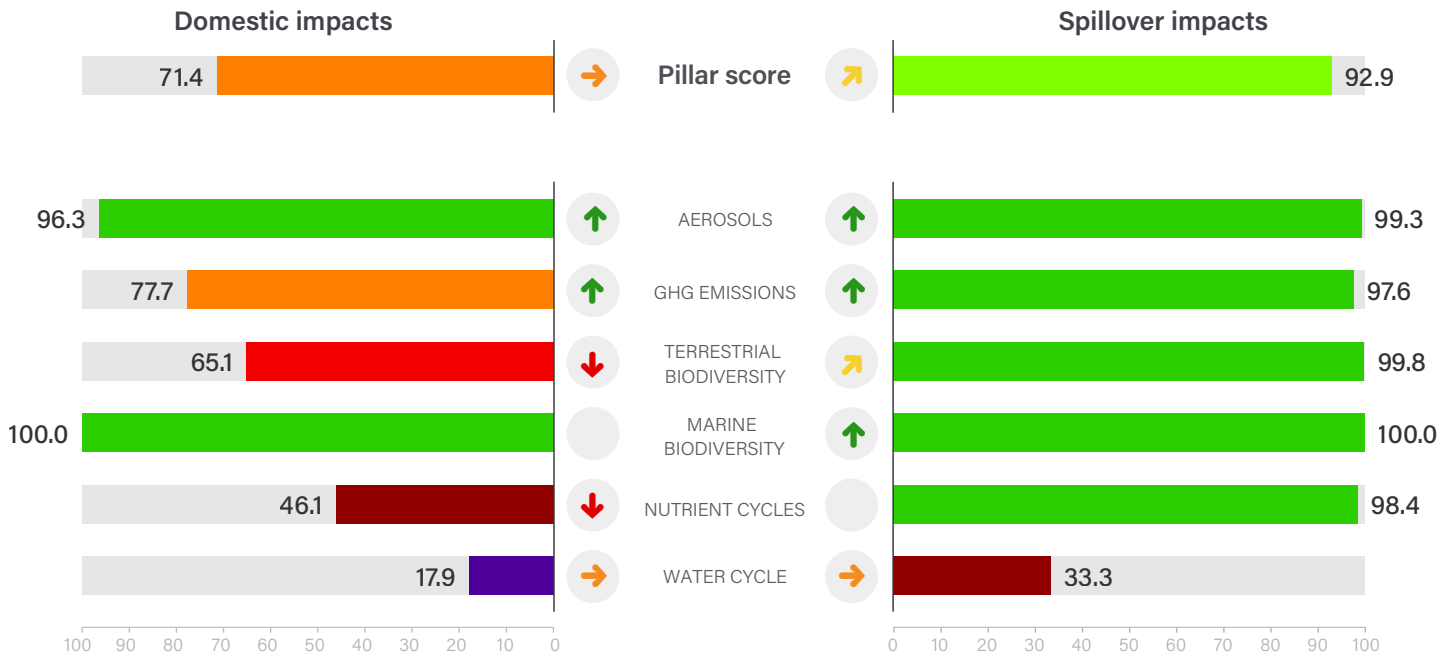 Domestic impacts
Spillover impacts
71.4
Pillar score
92.9
96.3
AEROSOLS
99.3
77.7
GHG EMISSIONS
97.6
65.1
TERRESTRIAL
BIODIVERSITY
99.8
100.0
MARINE
BIODIVERSITY
100.0
46.1
NUTRIENT CYCLES
98.4
17.9
WATER CYCLE
33.3
100 90 80 70 60 50 40 30 20 10 0
0 10 20 30 40 50 60 70 80 90 100